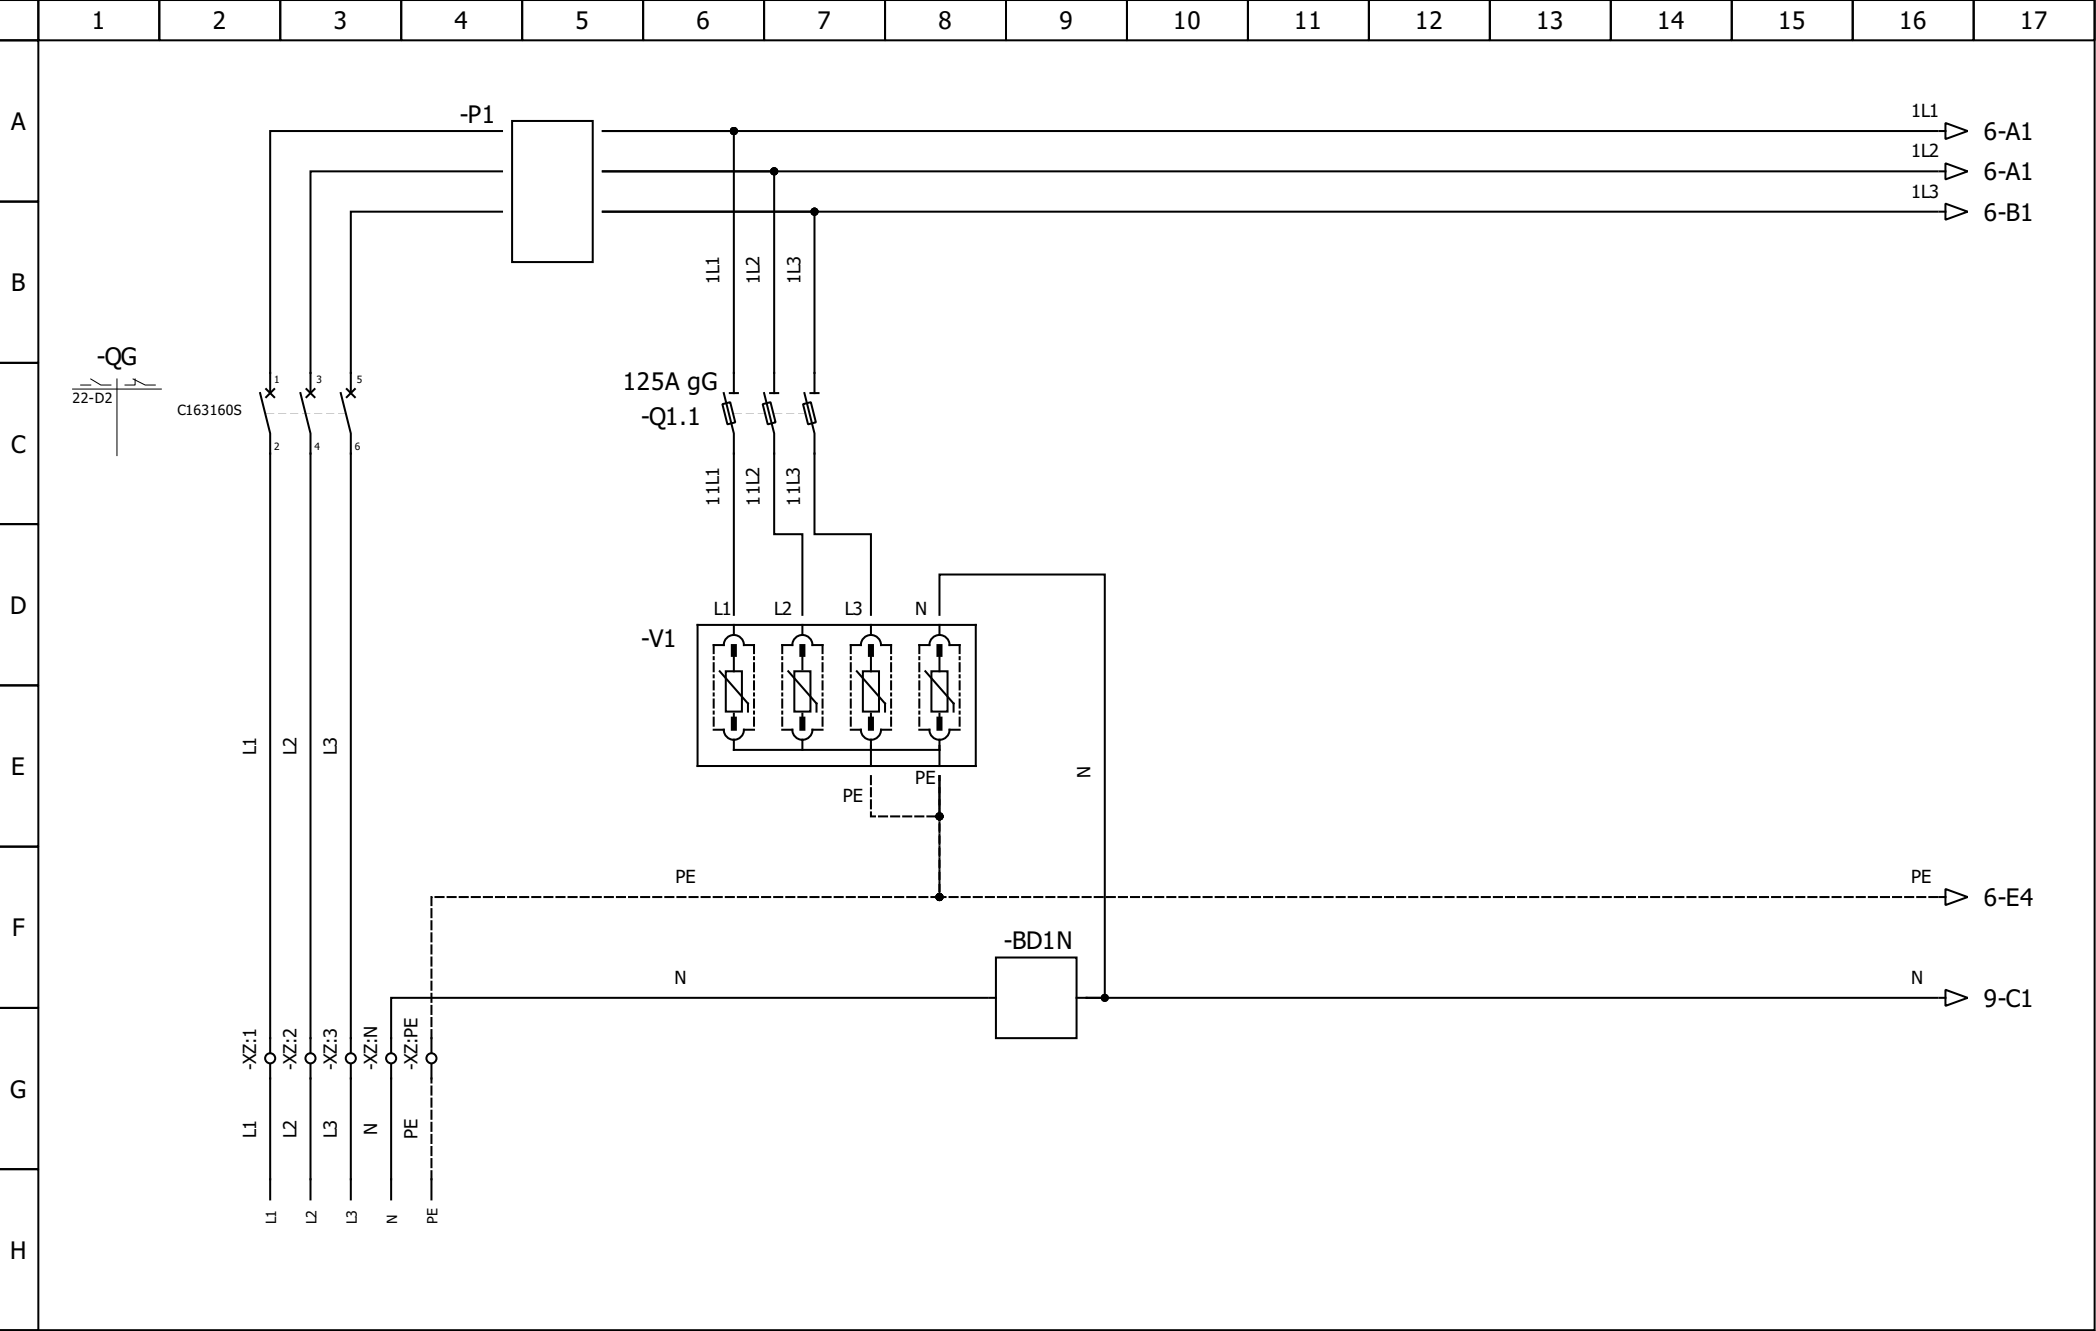 1 2 3 4 5 6 7 8 9 10 11 12 13 14 15 16 17
A
-P1
1L1
6-A1
1L2
6-A1
1L3
6-B1
B
1L1 1L2 1L3
-QG
22-D2
C163160S
1 3 5
2 4 6
125A gG
-Q1.1
C
11L1 11L2 11L3
D
L1 L2 L3 N
-V1
E
L1 L2 L3
N
PE
PE
PE
PE
6-E4
F
-BD1N
N
N
9-C1
-XZ:1 -XZ:2 -XZ:3 -XZ:N -XZ:PE
G
L1 L2 L3 N PE
L1 L2 L3 N PE
H